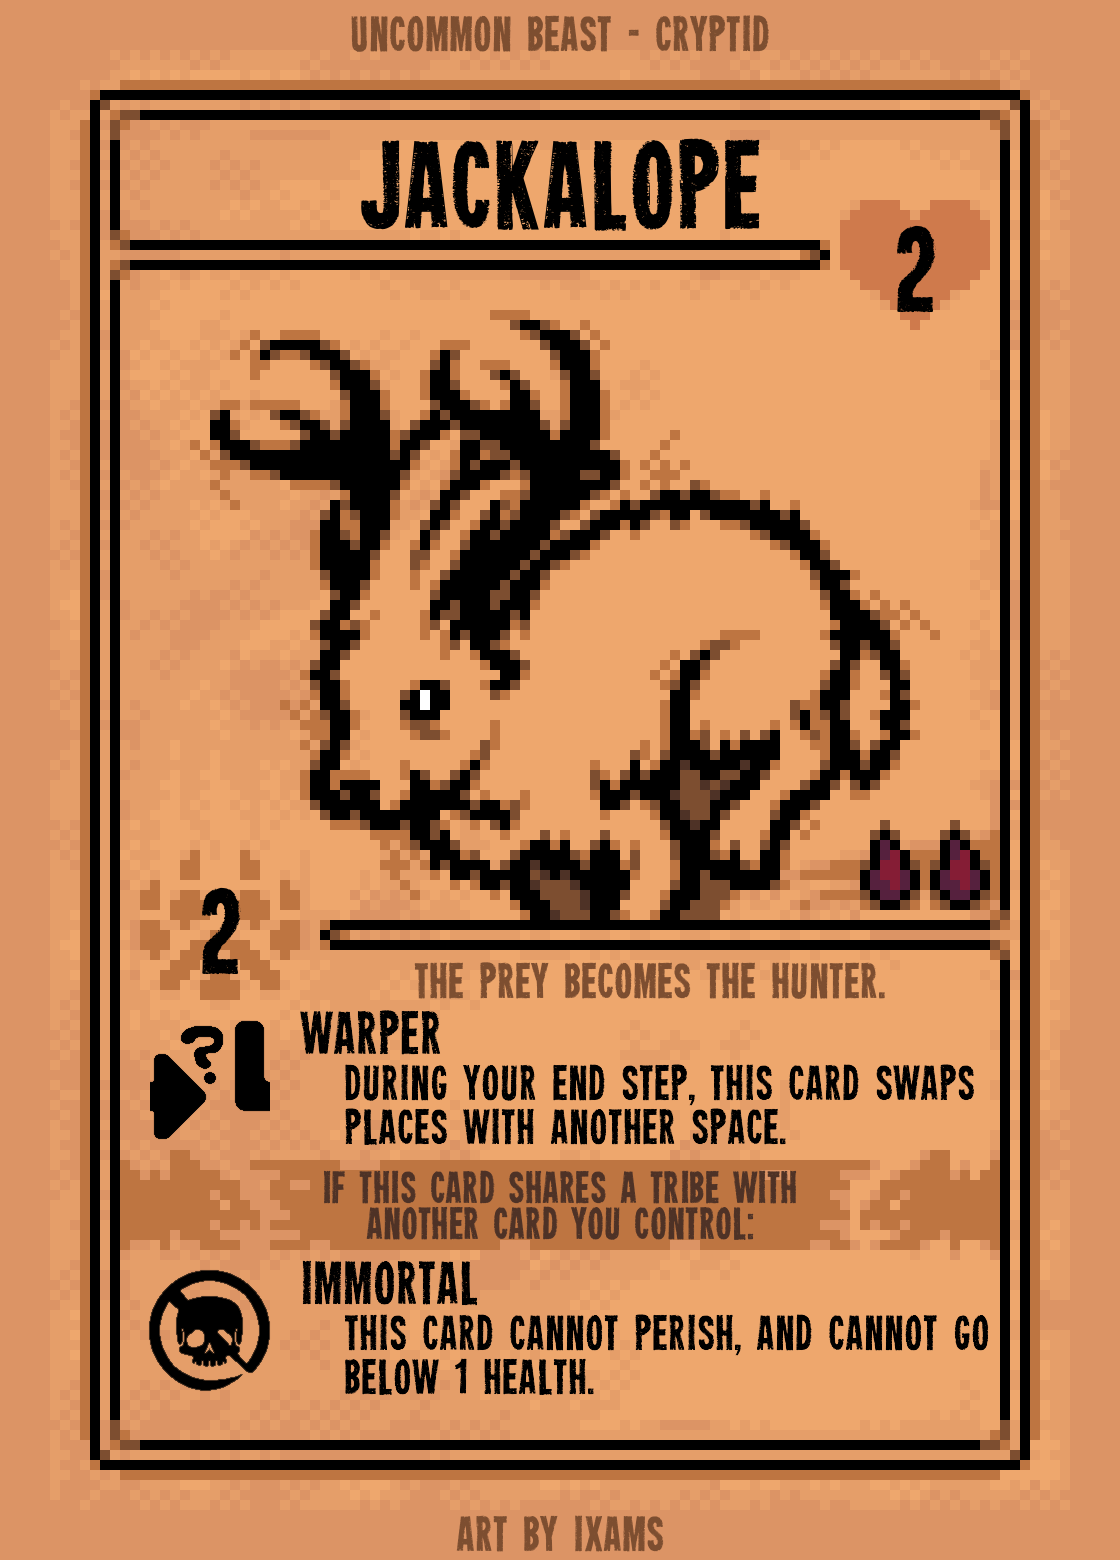 UNCOMMON BEAST - CRYPTID
JACKALOPE
2
2
THE PREY BECOMES THE HUNTER.
?
WARPER
DURING YOUR END STEP, THIS CARD SWAPS
PLACES WITH ANOTHER SPACE.
IF THIS CARD SHARES A TRIBE WITH
ANOTHER CARD YOU CONTROL:
IMMORTAL
THIS CARD CANNOT PERISH, AND CANNOT GO
BELOW 1 HEALTH.
ART BY IXAMS